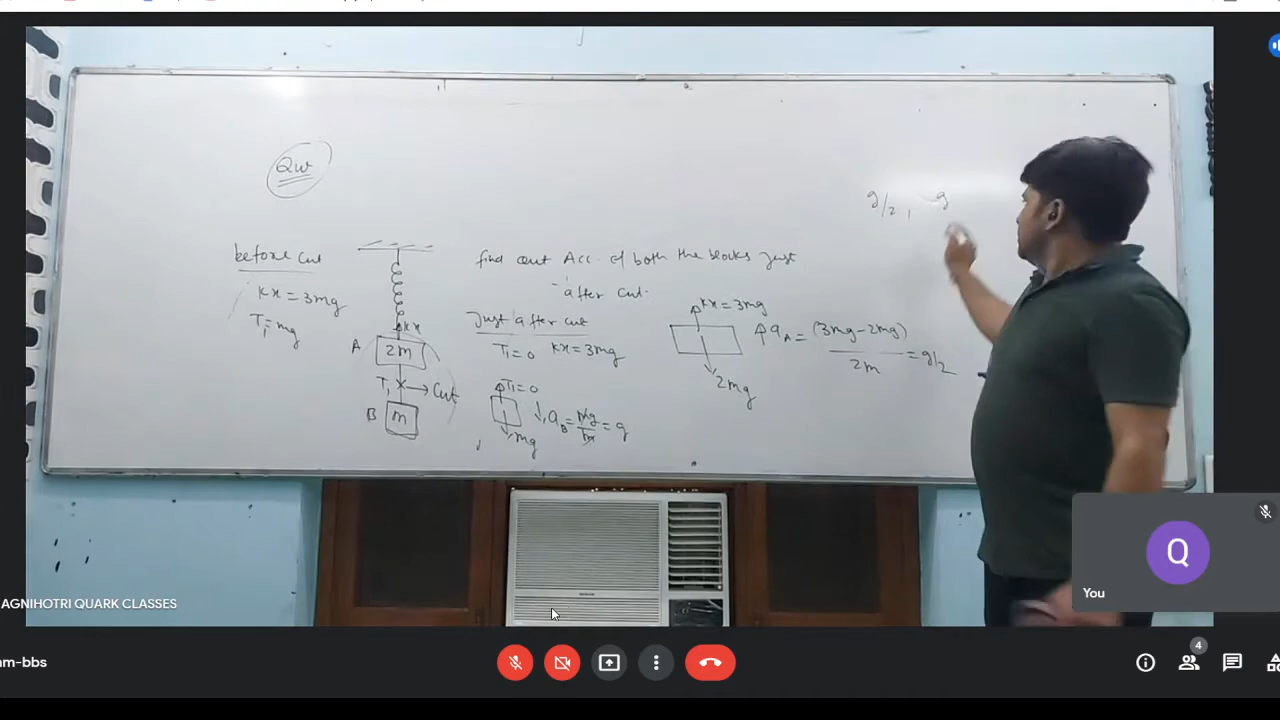 Qw
g/2, g
before cut
kx = 3mg
T1 = mg
kx
A
2m
T1
Cut
B
m
find out Acc. of both the blocks just
after cut.
Just after cut
T1 = 0 kx = 3mg
T1 = 0
mg
aB = mg/m = g
kx = 3mg
2mg
aA = (3mg - 2mg)/2m = g/2
AGNIHOTRI QUARK CLASSES
Q
You
m-bbs
4